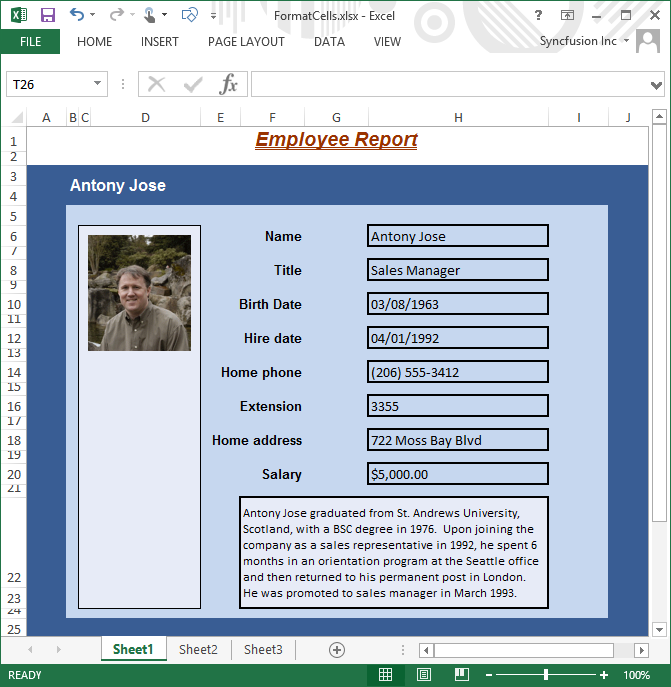 FormatCells.xlsx - Excel
?
FILE HOME INSERT PAGE LAYOUT DATA VIEW Syncfusion Inc
T26 fx
A B C D E F G H I J
1 Employee Report
2
3 Antony Jose
4
5
6 Name Antony Jose
7
8 Title Sales Manager
9
10 Birth Date 03/08/1963
11
12 Hire date 04/01/1992
13
14 Home phone (206) 555-3412
15
16 Extension 3355
17
18 Home address 722 Moss Bay Blvd
19
20 Salary $5,000.00
21
Antony Jose graduated from St. Andrews University,
Scotland, with a BSC degree in 1976.  Upon joining the
company as a sales representative in 1992, he spent 6
months in an orientation program at the Seattle office
22 and then returned to his permanent post in London.
23 He was promoted to sales manager in March 1993.
24
25
Sheet1 Sheet2 Sheet3
READY 100%